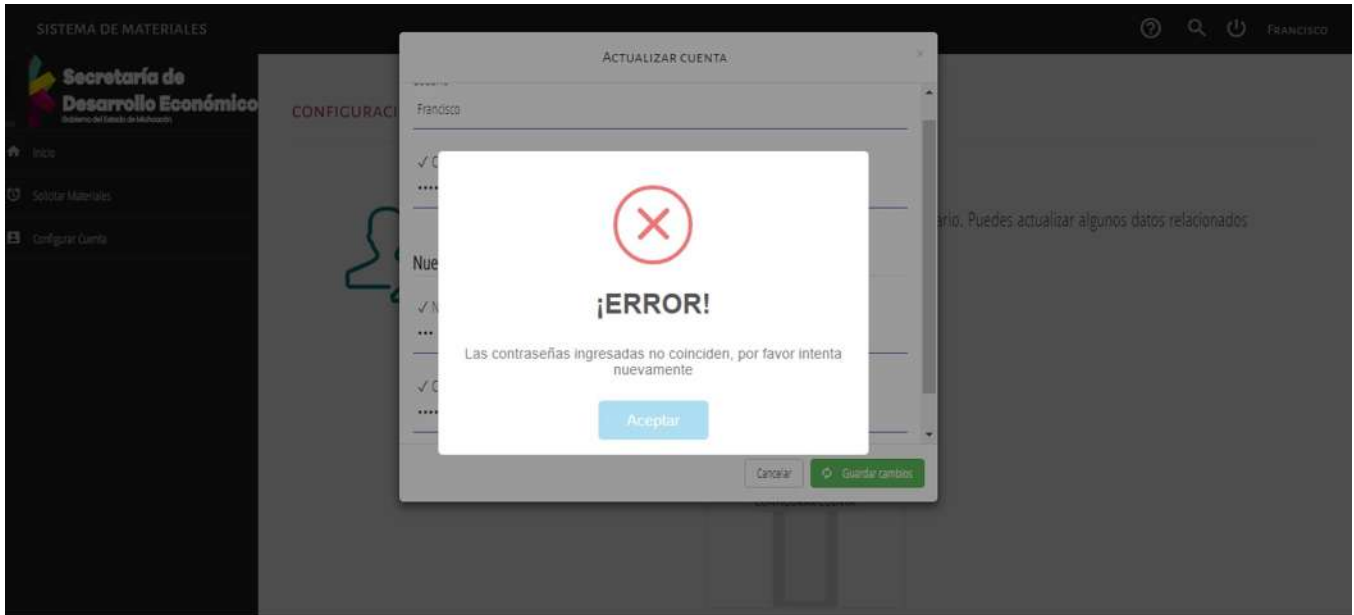 SISTEMA DE MATERIALES
FRANCISCO
Secretaría de
Desarrollo Económico
Gobierno del Estado de Michoacán
Inicio
Solicitar Materiales
Configurar Cuenta
CONFIGURACI
ACTUALIZAR CUENTA
×
Francisco
✓ C
Nue
✓ N
✓ C
ario. Puedes actualizar algunos datos relacionados
¡ERROR!
Las contraseñas ingresadas no coinciden, por favor intenta
nuevamente
Aceptar
Cancelar
Guardar cambios